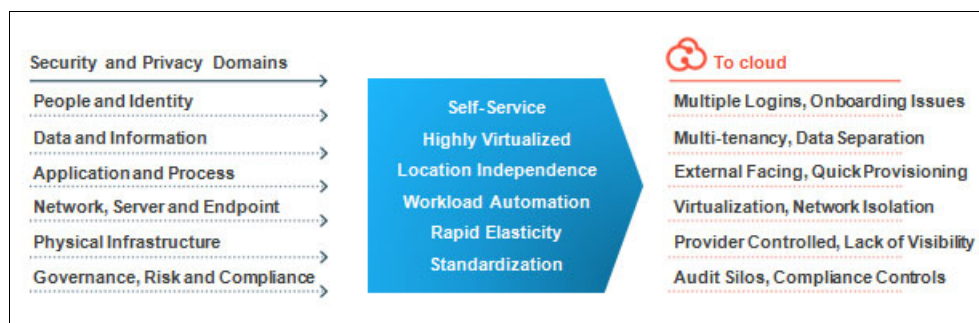 Security and Privacy Domains
People and Identity
Data and Information
Application and Process
Network, Server and Endpoint
Physical Infrastructure
Governance, Risk and Compliance
Self-Service
Highly Virtualized
Location Independence
Workload Automation
Rapid Elasticity
Standardization
To cloud
Multiple Logins, Onboarding Issues
Multi-tenancy, Data Separation
External Facing, Quick Provisioning
Virtualization, Network Isolation
Provider Controlled, Lack of Visibility
Audit Silos, Compliance Controls